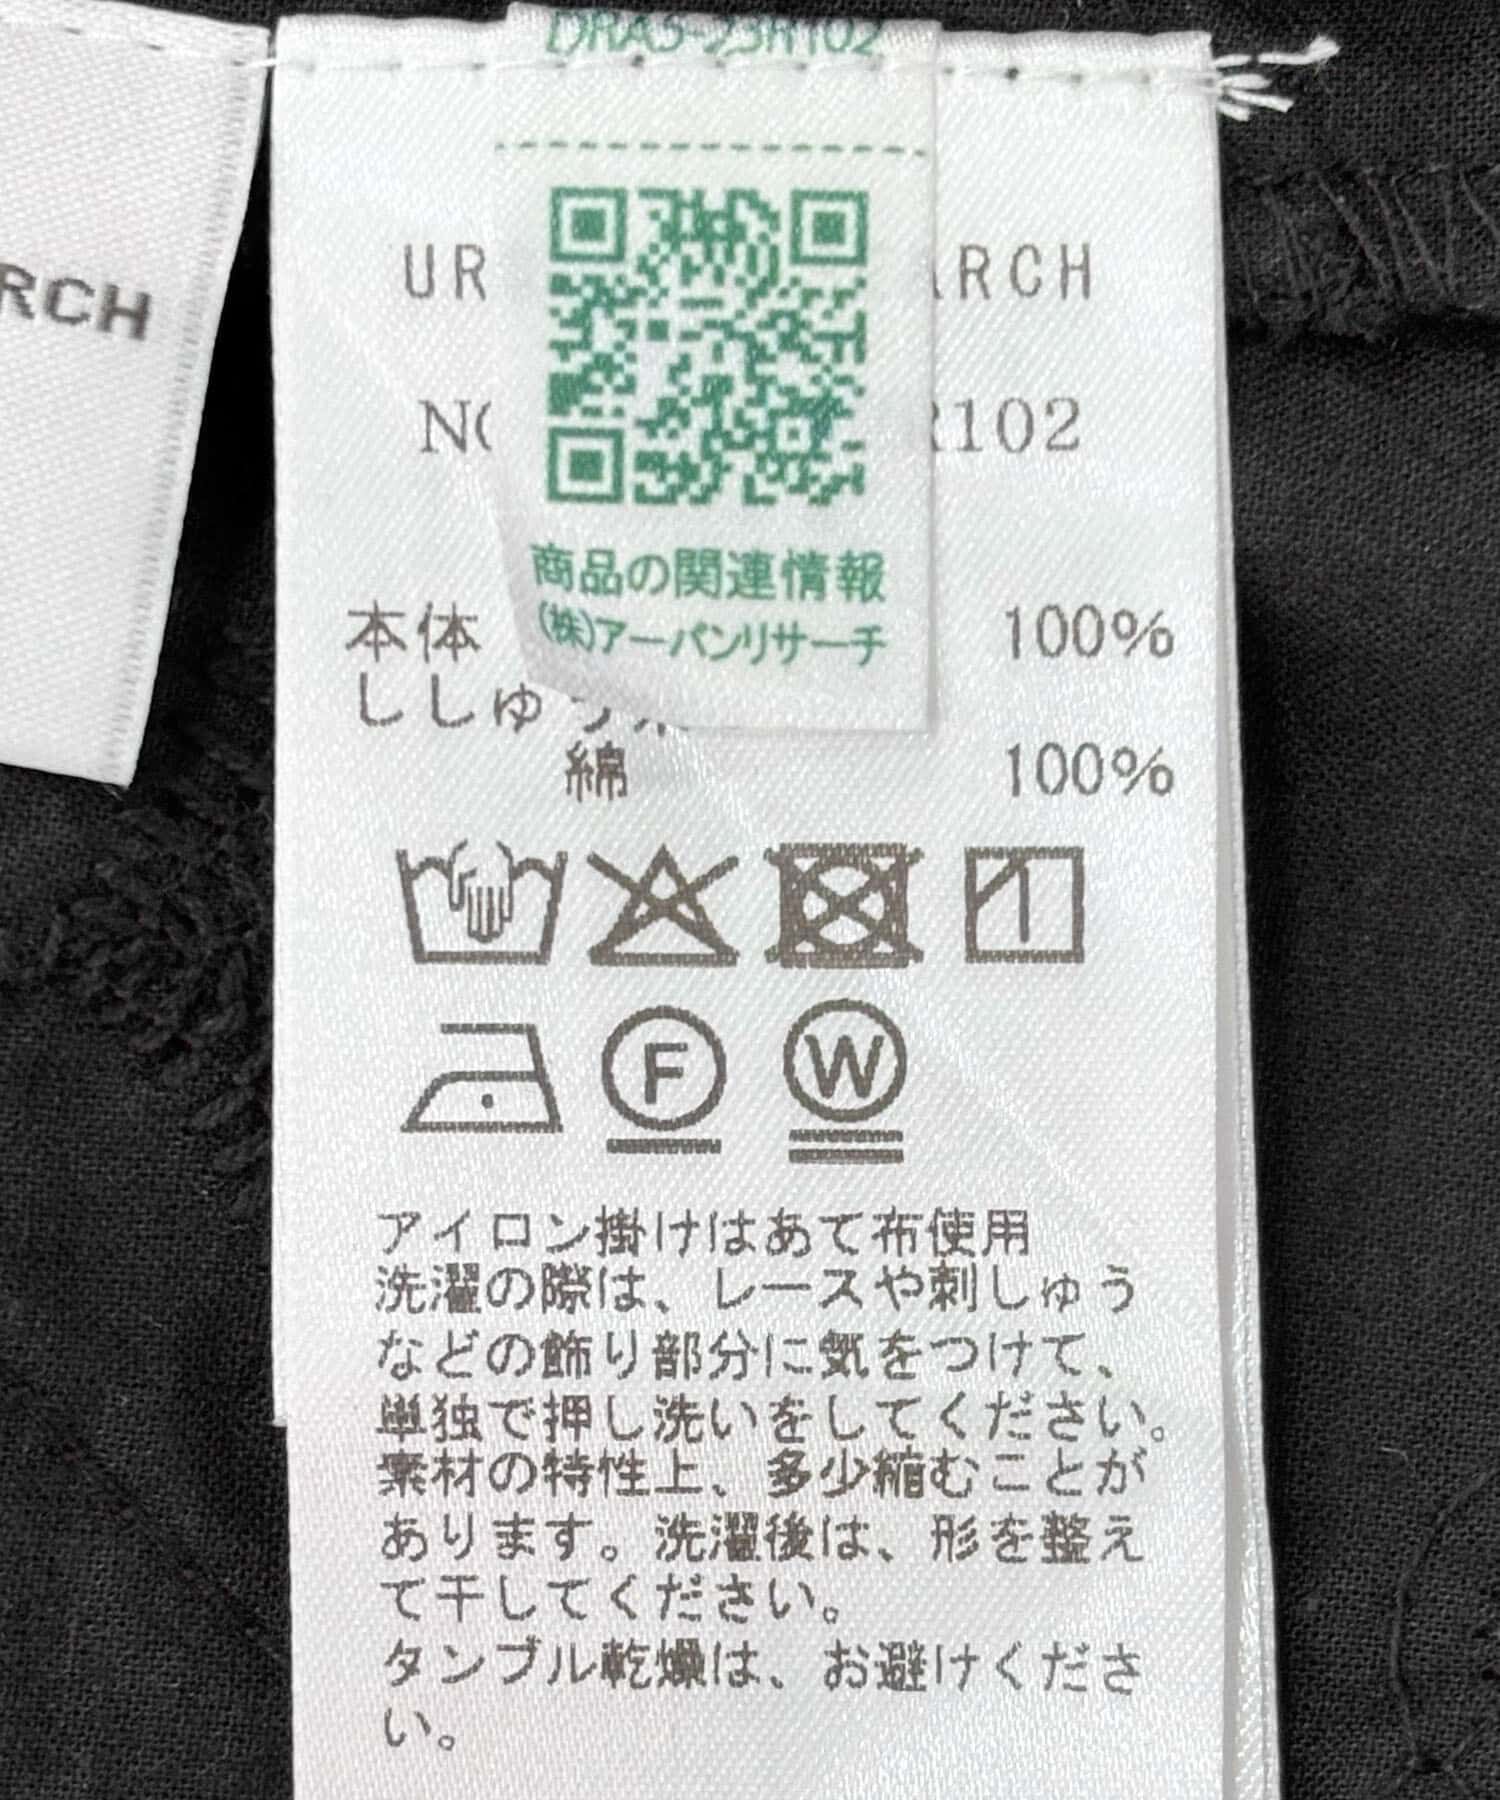 DRA5-23R102
RCH
UR ARCH
R102
商品の関連情報
(株)アーバンリサーチ
本体 100%
ししゅう糸
綿 100%
F W
アイロン掛けはあて布使用
洗濯の際は、レースや刺しゅう
などの飾り部分に気をつけて、
単独で押し洗いをしてください。
素材の特性上、多少縮むことが
あります。洗濯後は、形を整え
て干してください。
タンブル乾燥は、お避けくださ
い。